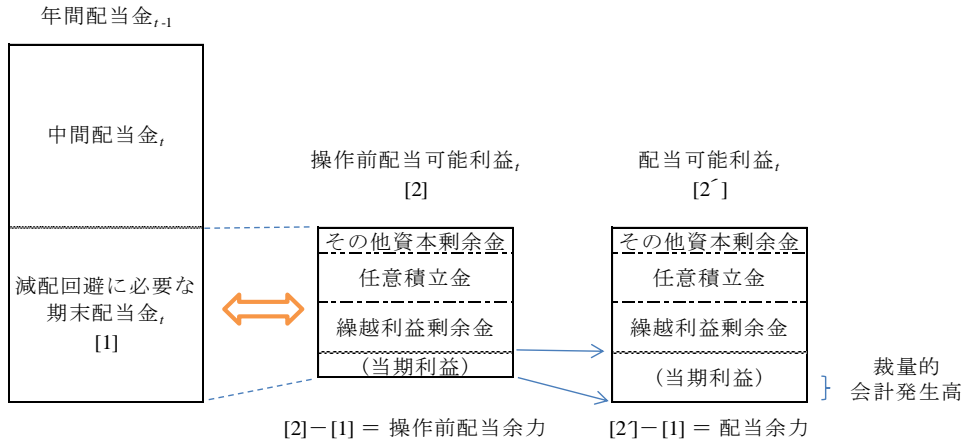 年間配当金t-1
中間配当金t
減配回避に必要な
期末配当金t
[1]
操作前配当可能利益t
[2]
その他資本剰余金
任意積立金
繰越利益剰余金
(当期利益)
[2]－[1] = 操作前配当余力
配当可能利益t
[2´]
その他資本剰余金
任意積立金
繰越利益剰余金
(当期利益)
[2´]－[1] = 配当余力
裁量的
会計発生高